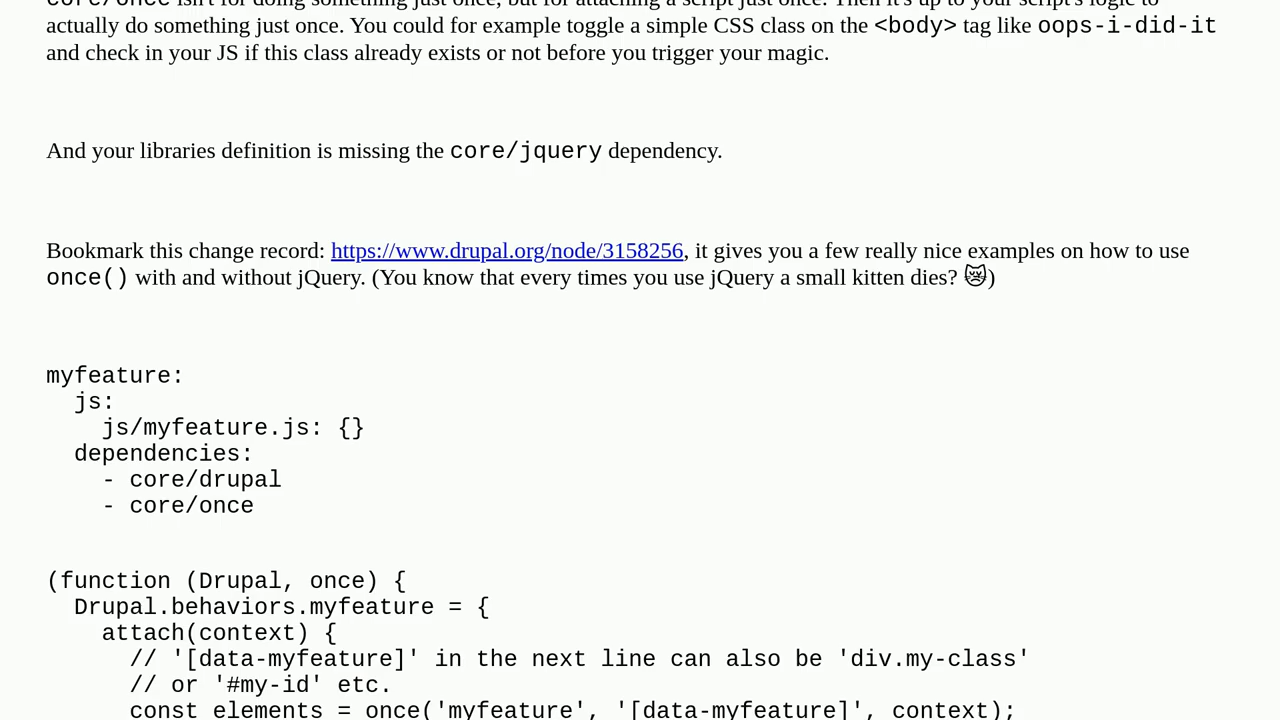 core/once isn't for doing something just once, but for attaching a script just once. Then it's up to your script's logic to
actually do something just once. You could for example toggle a simple CSS class on the <body> tag like oops-i-did-it
and check in your JS if this class already exists or not before you trigger your magic.
And your libraries definition is missing the core/jquery dependency.
Bookmark this change record: https://www.drupal.org/node/3158256, it gives you a few really nice examples on how to use
once() with and without jQuery. (You know that every times you use jQuery a small kitten dies? 😿)
myfeature:
  js:
    js/myfeature.js: {}
  dependencies:
    - core/drupal
    - core/once
(function (Drupal, once) {
  Drupal.behaviors.myfeature = {
    attach(context) {
      // '[data-myfeature]' in the next line can also be 'div.my-class'
      // or '#my-id' etc.
      const elements = once('myfeature', '[data-myfeature]', context);